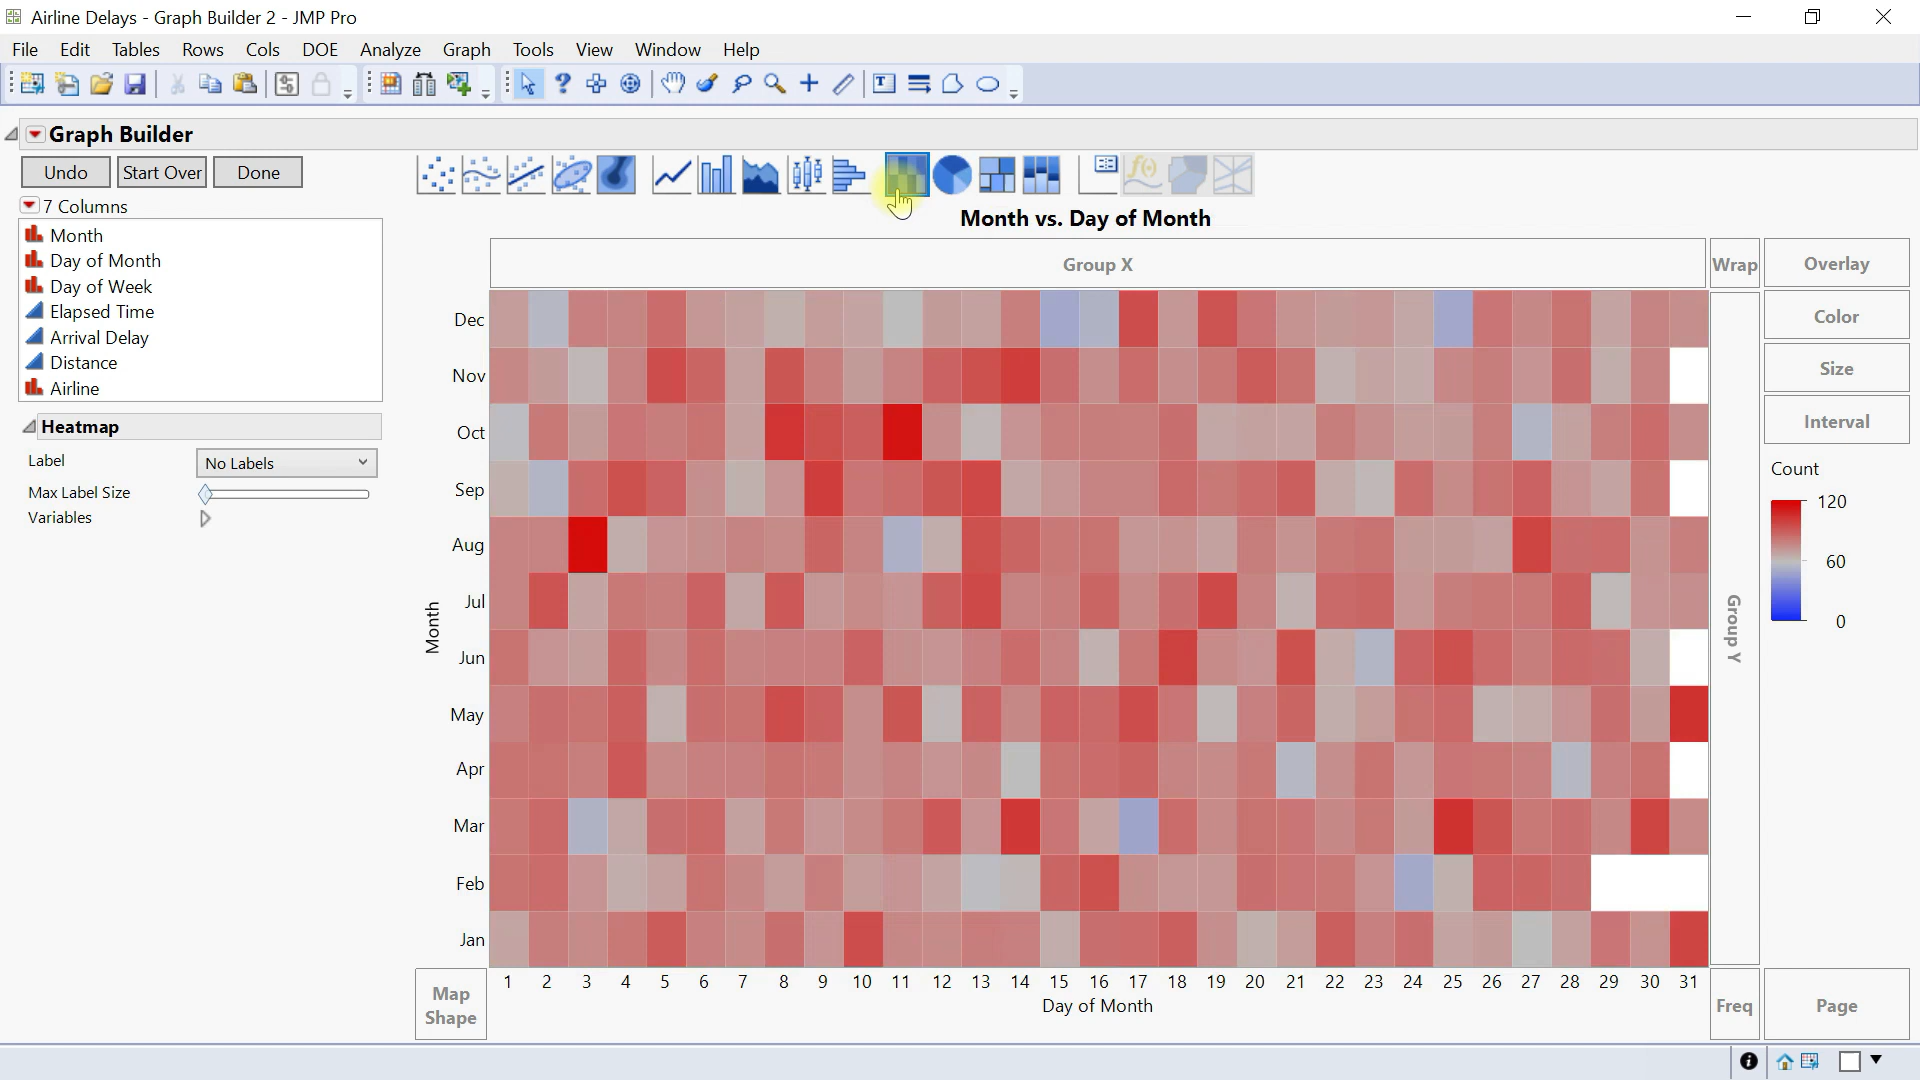 Airline Delays - Graph Builder 2 - JMP Pro
File Edit Tables Rows Cols DOE Analyze Graph Tools View Window Help
Graph Builder
Undo Start Over Done
7 Columns
Month
Day of Month
Day of Week
Elapsed Time
Arrival Delay
Distance
Airline
Heatmap
Label No Labels
Max Label Size
Variables
Month vs. Day of Month
Group X
Wrap
Overlay
Color
Size
Interval
Count
120
60
0
Group Y
Month
Dec
Nov
Oct
Sep
Aug
Jul
Jun
May
Apr
Mar
Feb
Jan
1 2 3 4 5 6 7 8 9 10 11 12 13 14 15 16 17 18 19 20 21 22 23 24 25 26 27 28 29 30 31
Day of Month
Map
Shape
Freq
Page